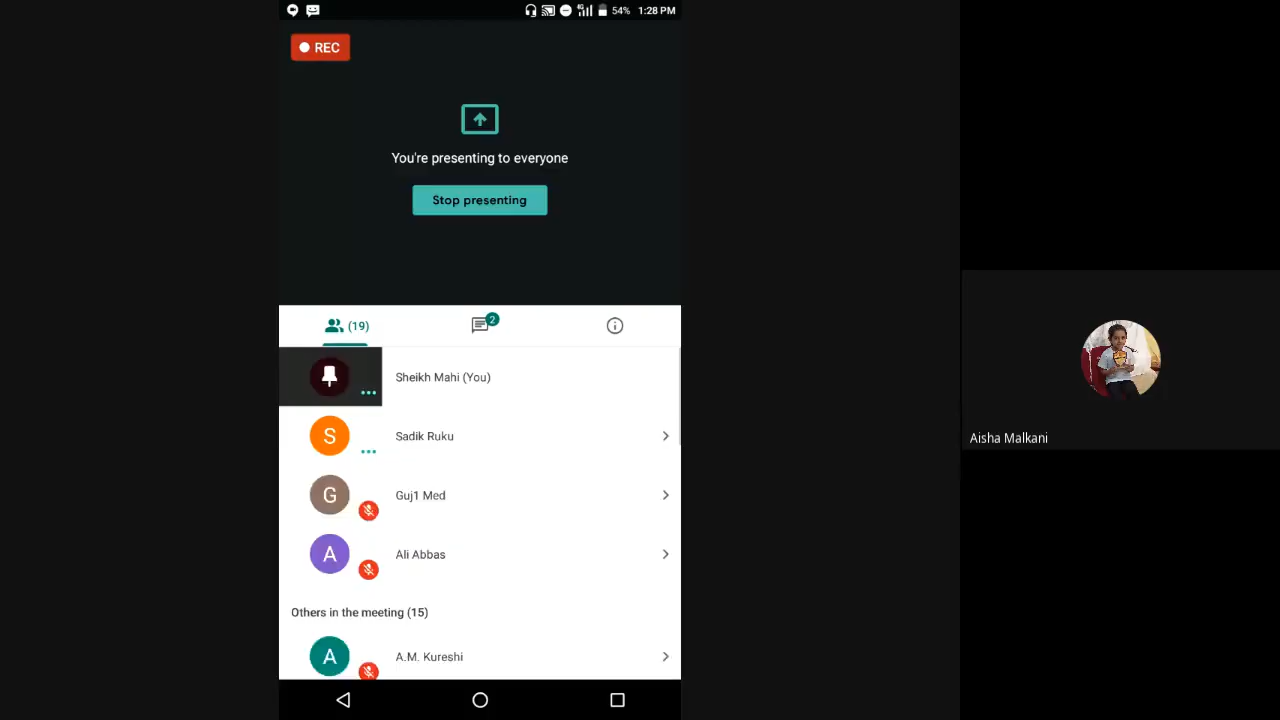 54% 1:28 PM
REC
You're presenting to everyone
Stop presenting
(19)
2
Sheikh Mahi (You)
S
Sadik Ruku
G
Guj1 Med
A
Ali Abbas
Others in the meeting (15)
A
A.M. Kureshi
Aisha Malkani